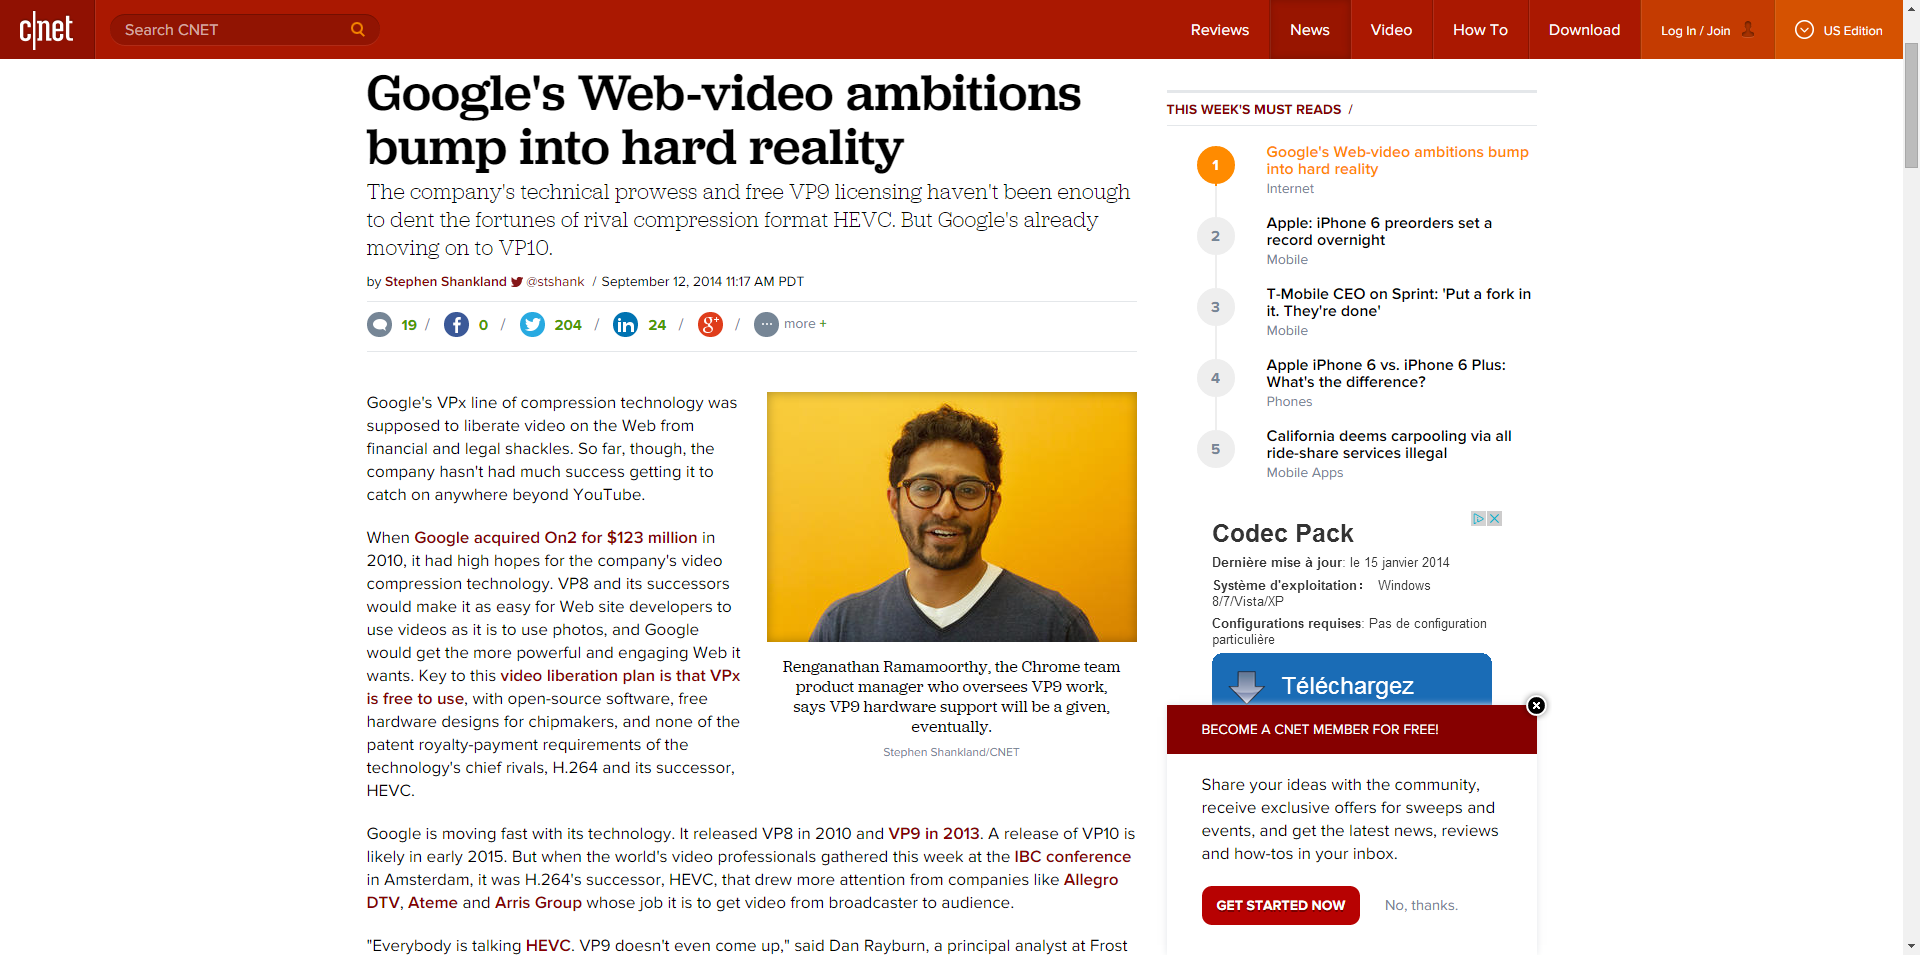 c|net
Search CNET
Reviews
News
Video
How To
Download
Log In / Join
US Edition
Google's Web-video ambitions
bump into hard reality
The company's technical prowess and free VP9 licensing haven't been enough
to dent the fortunes of rival compression format HEVC. But Google's already
moving on to VP10.
by Stephen Shankland @stshank / September 12, 2014 11:17 AM PDT
19 / f 0 / 204 / in 24 / g+ / ... more +
Google's VPx line of compression technology was
supposed to liberate video on the Web from
financial and legal shackles. So far, though, the
company hasn't had much success getting it to
catch on anywhere beyond YouTube.
When Google acquired On2 for $123 million in
2010, it had high hopes for the company's video
compression technology. VP8 and its successors
would make it as easy for Web site developers to
use videos as it is to use photos, and Google
would get the more powerful and engaging Web it
wants. Key to this video liberation plan is that VPx
is free to use, with open-source software, free
hardware designs for chipmakers, and none of the
patent royalty-payment requirements of the
technology's chief rivals, H.264 and its successor,
HEVC.
Renganathan Ramamoorthy, the Chrome team
product manager who oversees VP9 work,
says VP9 hardware support will be a given,
eventually.
Stephen Shankland/CNET
Google is moving fast with its technology. It released VP8 in 2010 and VP9 in 2013. A release of VP10 is
likely in early 2015. But when the world's video professionals gathered this week at the IBC conference
in Amsterdam, it was H.264's successor, HEVC, that drew more attention from companies like Allegro
DTV, Ateme and Arris Group whose job it is to get video from broadcaster to audience.
"Everybody is talking HEVC. VP9 doesn't even come up," said Dan Rayburn, a principal analyst at Frost
THIS WEEK'S MUST READS /
1
Google's Web-video ambitions bump
into hard reality
Internet
2
Apple: iPhone 6 preorders set a
record overnight
Mobile
3
T-Mobile CEO on Sprint: 'Put a fork in
it. They're done'
Mobile
4
Apple iPhone 6 vs. iPhone 6 Plus:
What's the difference?
Phones
5
California deems carpooling via all
ride-share services illegal
Mobile Apps
Codec Pack
Dernière mise à jour: le 15 janvier 2014
Système d'exploitation: Windows
8/7/Vista/XP
Configurations requises: Pas de configuration
particulière
Téléchargez
BECOME A CNET MEMBER FOR FREE!
Share your ideas with the community,
receive exclusive offers for sweeps and
events, and get the latest news, reviews
and how-tos in your inbox.
GET STARTED NOW
No, thanks.